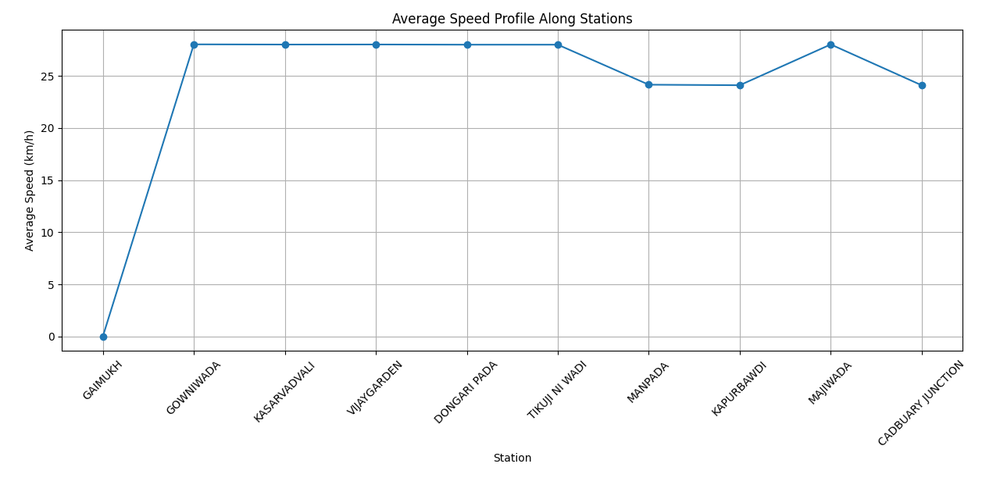 Average Speed Profile Along Stations
Average Speed (km/h)
25
20
15
10
5
0
GAIMUKH
GOWNIWADA
KASARVADVALI
VIJAYGARDEN
DONGARI PADA
TIKUJI NI WADI
MANPADA
KAPURBAWDI
MAJIWADA
CADBUARY JUNCTION
Station